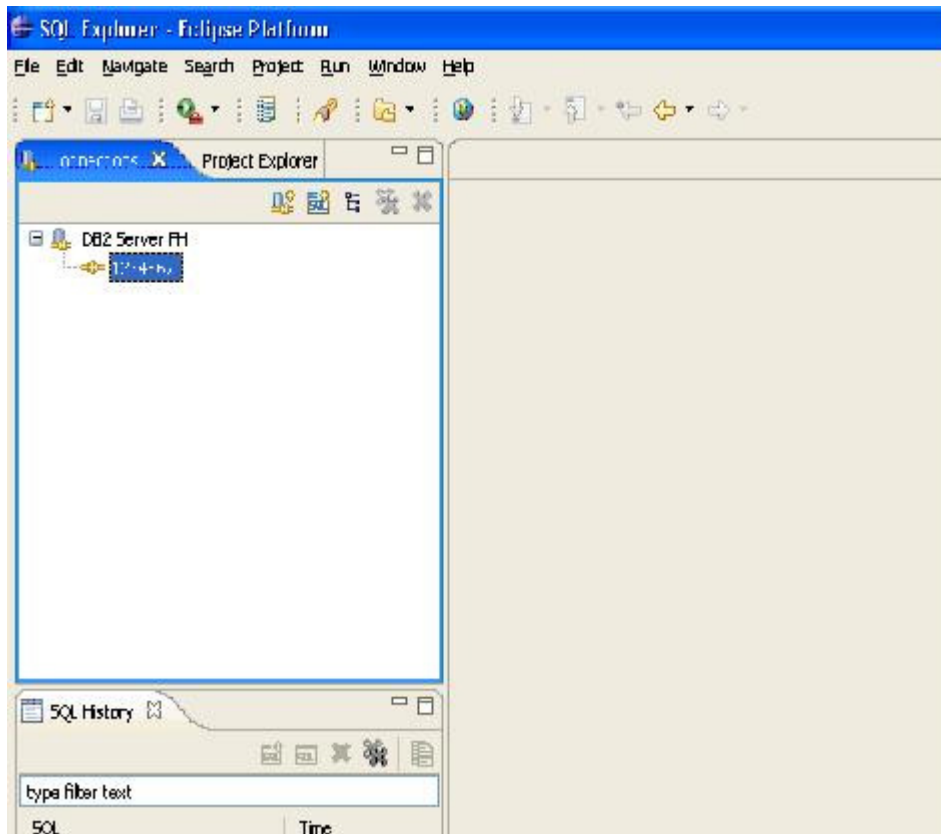 SQL Explorer - Eclipse Platform
File Edit Navigate Search Project Run Window Help
Connections Project Explorer
DB2 Server FH
SQL History
type filter text
SQL Time